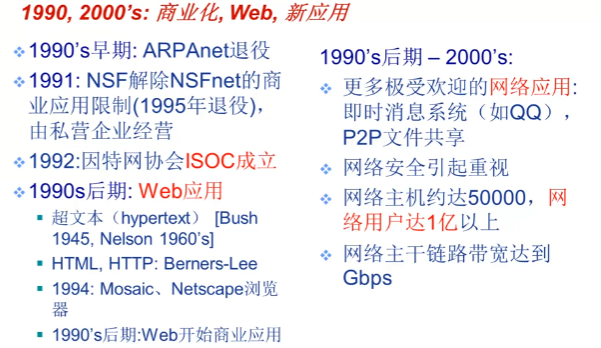 1990, 2000's: 商业化, Web, 新应用
1990's早期: ARPAnet退役
1991: NSF解除NSFnet的商
业应用限制(1995年退役),
由私营企业经营
1992:因特网协会ISOC成立
1990s后期: Web应用
超文本（hypertext） [Bush
1945, Nelson 1960's]
HTML, HTTP: Berners-Lee
1994: Mosaic、Netscape浏览
器
1990's后期:Web开始商业应用
1990's后期 – 2000's:
更多极受欢迎的网络应用:
即时消息系统（如QQ），
P2P文件共享
网络安全引起重视
网络主机约达50000，网
络用户达1亿以上
网络主干链路带宽达到
Gbps